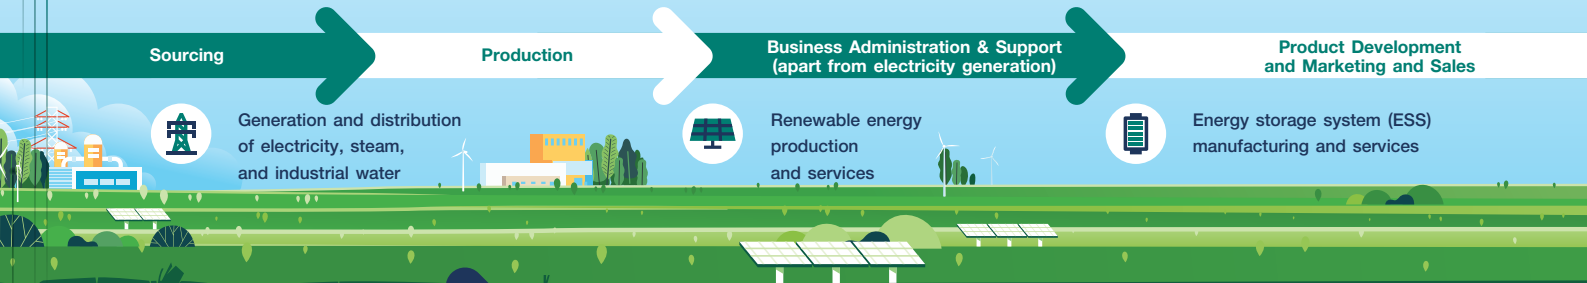 Sourcing
Production
Business Administration & Support
(apart from electricity generation)
Product Development
and Marketing and Sales
Generation and distribution
of electricity, steam,
and industrial water
Renewable energy
production
and services
Energy storage system (ESS)
manufacturing and services